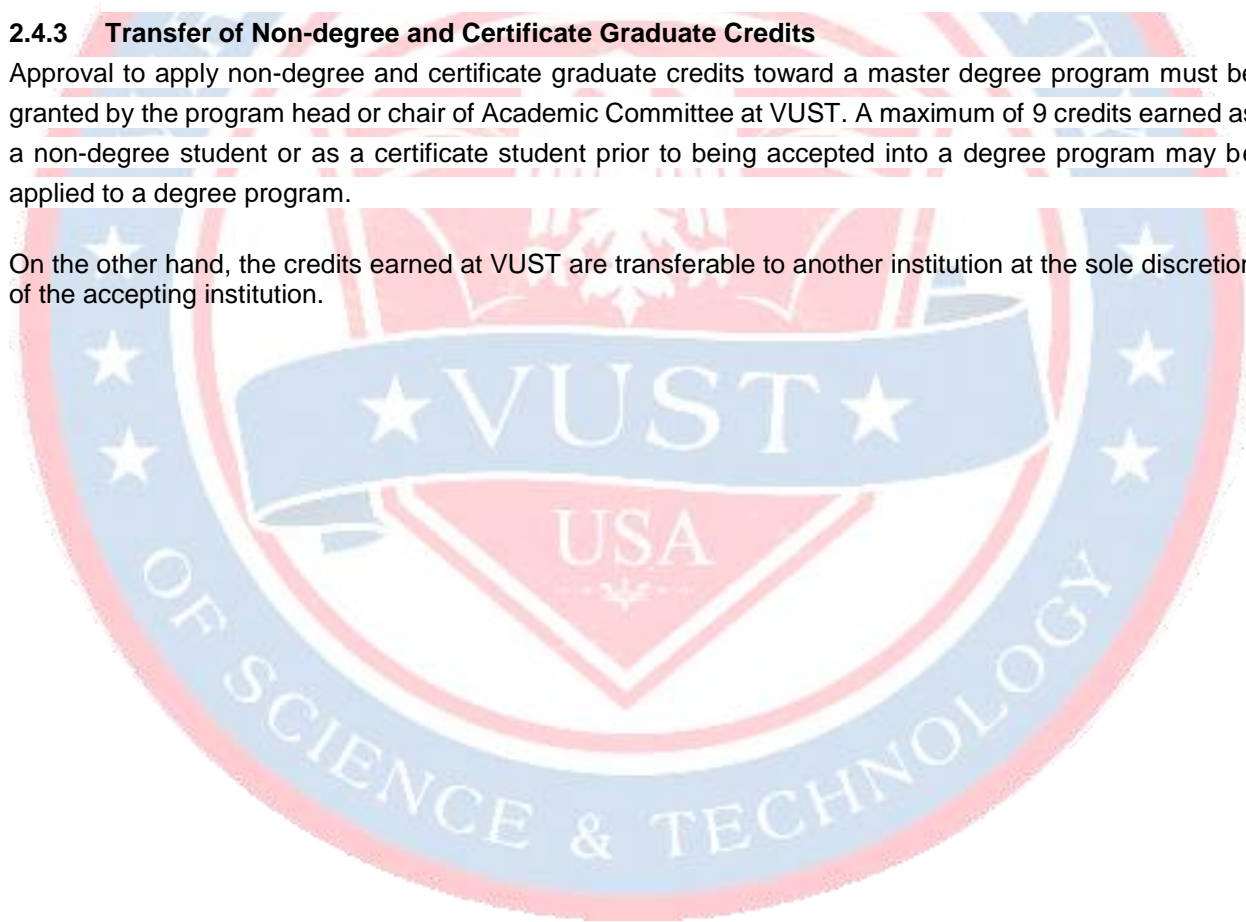 2.4.3 Transfer of Non-degree and Certificate Graduate Credits
Approval to apply non-degree and certificate graduate credits toward a master degree program must be
granted by the program head or chair of Academic Committee at VUST. A maximum of 9 credits earned as
a non-degree student or as a certificate student prior to being accepted into a degree program may be
applied to a degree program.
On the other hand, the credits earned at VUST are transferable to another institution at the sole discretion
of the accepting institution.
VUST
USA
OF SCIENCE & TECHNOLOGY